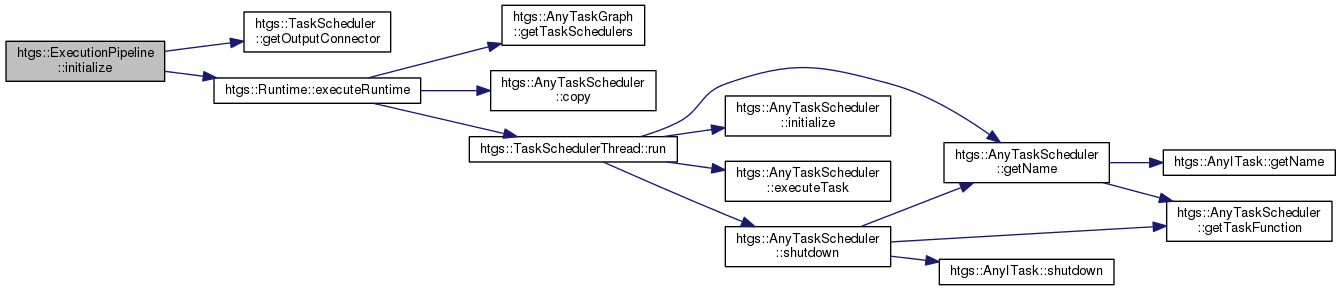 htgs::ExecutionPipeline
::initialize
htgs::TaskScheduler
::getOutputConnector
htgs::Runtime::executeRuntime
htgs::AnyTaskGraph
::getTaskSchedulers
htgs::AnyTaskScheduler
::copy
htgs::TaskSchedulerThread::run
htgs::AnyTaskScheduler
::initialize
htgs::AnyTaskScheduler
::executeTask
htgs::AnyTaskScheduler
::shutdown
htgs::AnyTaskScheduler
::getName
htgs::AnyITask::shutdown
htgs::AnyITask::getName
htgs::AnyTaskScheduler
::getTaskFunction